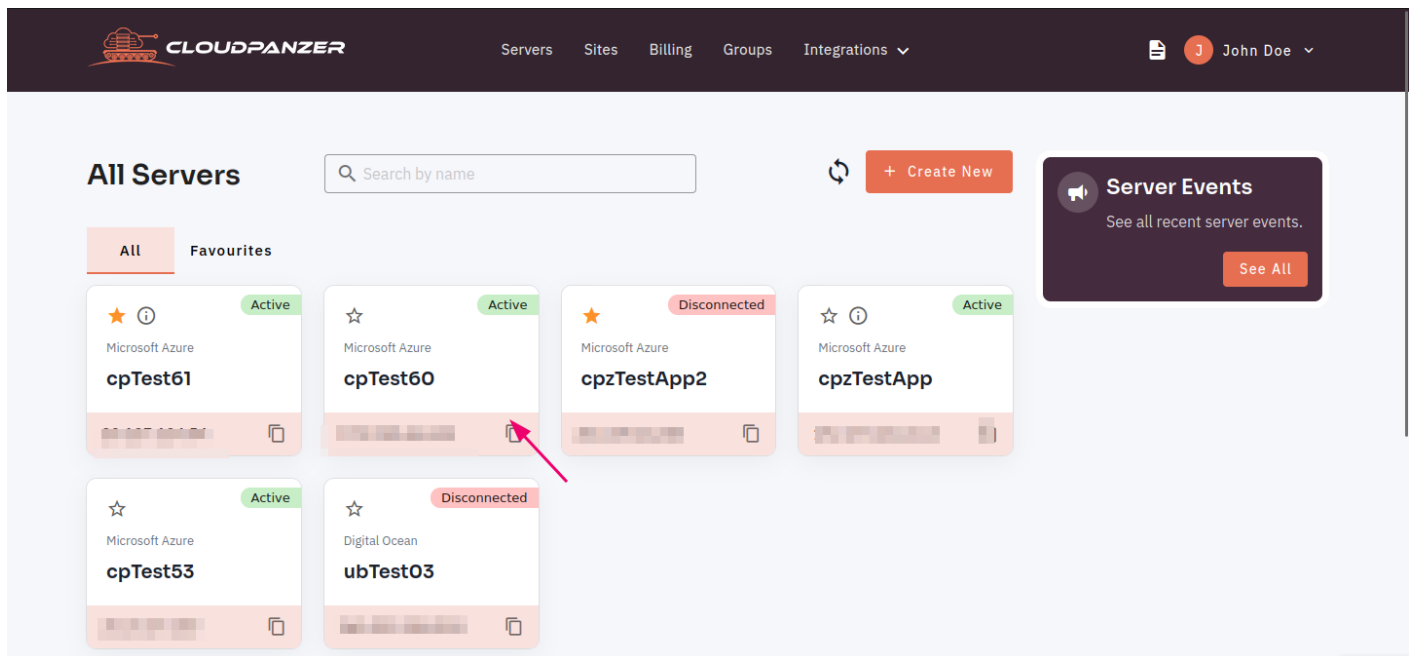 CLOUDPANZER
Servers Sites Billing Groups Integrations
J John Doe
All Servers
Search by name
+ Create New
Server Events
See all recent server events.
See All
All Favourites
Active
Microsoft Azure
cpTest61
Active
Microsoft Azure
cpTest60
Disconnected
Microsoft Azure
cpzTestApp2
Active
Microsoft Azure
cpzTestApp
Active
Microsoft Azure
cpTest53
Disconnected
Digital Ocean
ubTest03